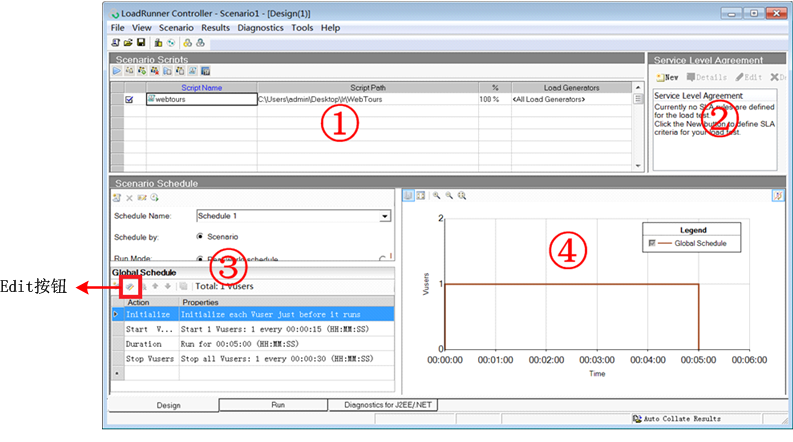 LoadRunner Controller - Scenario1 - [Design(1)]
File View Scenario Results Diagnostics Tools Help
Scenario Scripts
Service Level Agreement
New Details Edit
Script Name Script Path % Load Generators
webtours C:\Users\admin\Desktop\lr\WebTours 100 % <All Load Generators>
①
Service Level Agreement
Currently no SLA rules are defined
for the load test.
Click the New button to define SLA
criteria for your load test.
②
Scenario Schedule
Schedule Name: Schedule 1
Schedule by: Scenario
Run Mode: Real-world schedule
③
Global Schedule
Edit按钮
Total: 1 Vusers
Action Properties
Initialize Initialize each Vuser just before it runs
Start V... Start 1 Vusers: 1 every 00:00:15 (HH:MM:SS)
Duration Run for 00:05:00 (HH:MM:SS)
Stop Vusers Stop all Vusers: 1 every 00:00:30 (HH:MM:SS)
④
Legend
Global Schedule
Vusers
2
1
0
00:00:00 00:01:00 00:02:00 00:03:00 00:04:00 00:05:00 00:06:00
Time
Design Run Diagnostics for J2EE/.NET
Auto Collate Results